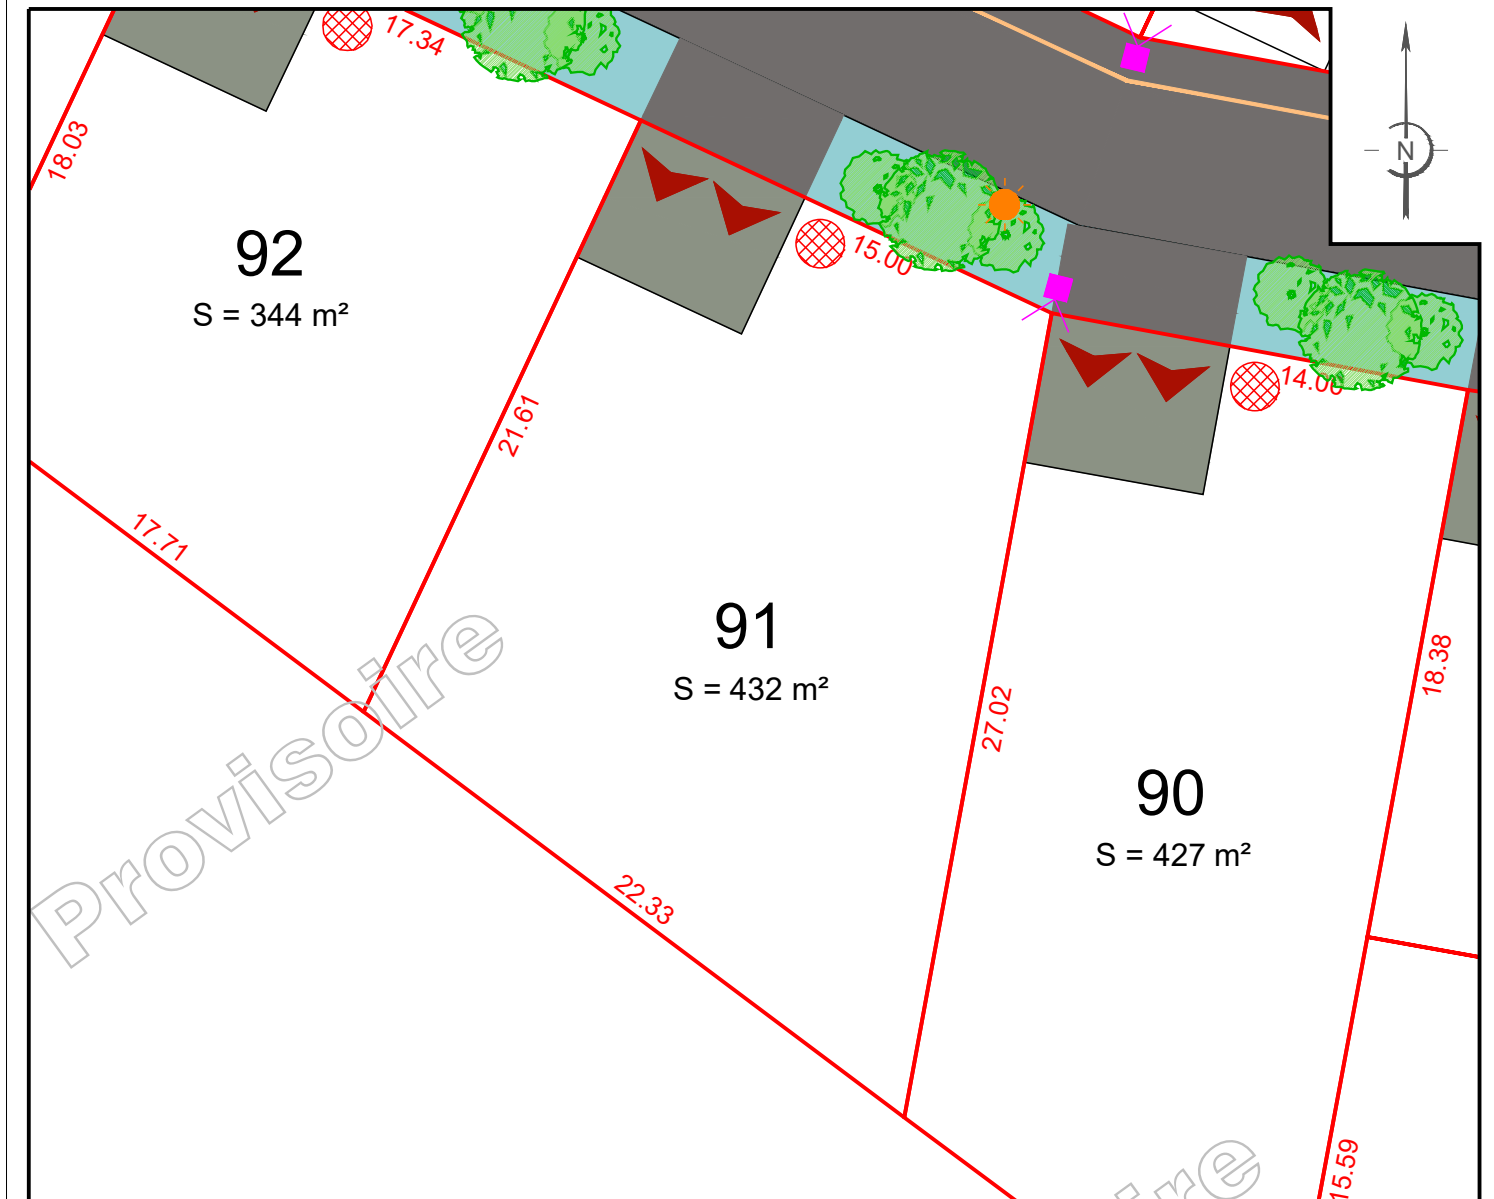 17.34
N
18.03
92
S = 344 m²
15.00
14.00
21.61
17.71
91
S = 432 m²
18.38
27.02
90
S = 427 m²
Provisoire
22.33
15.59
ire